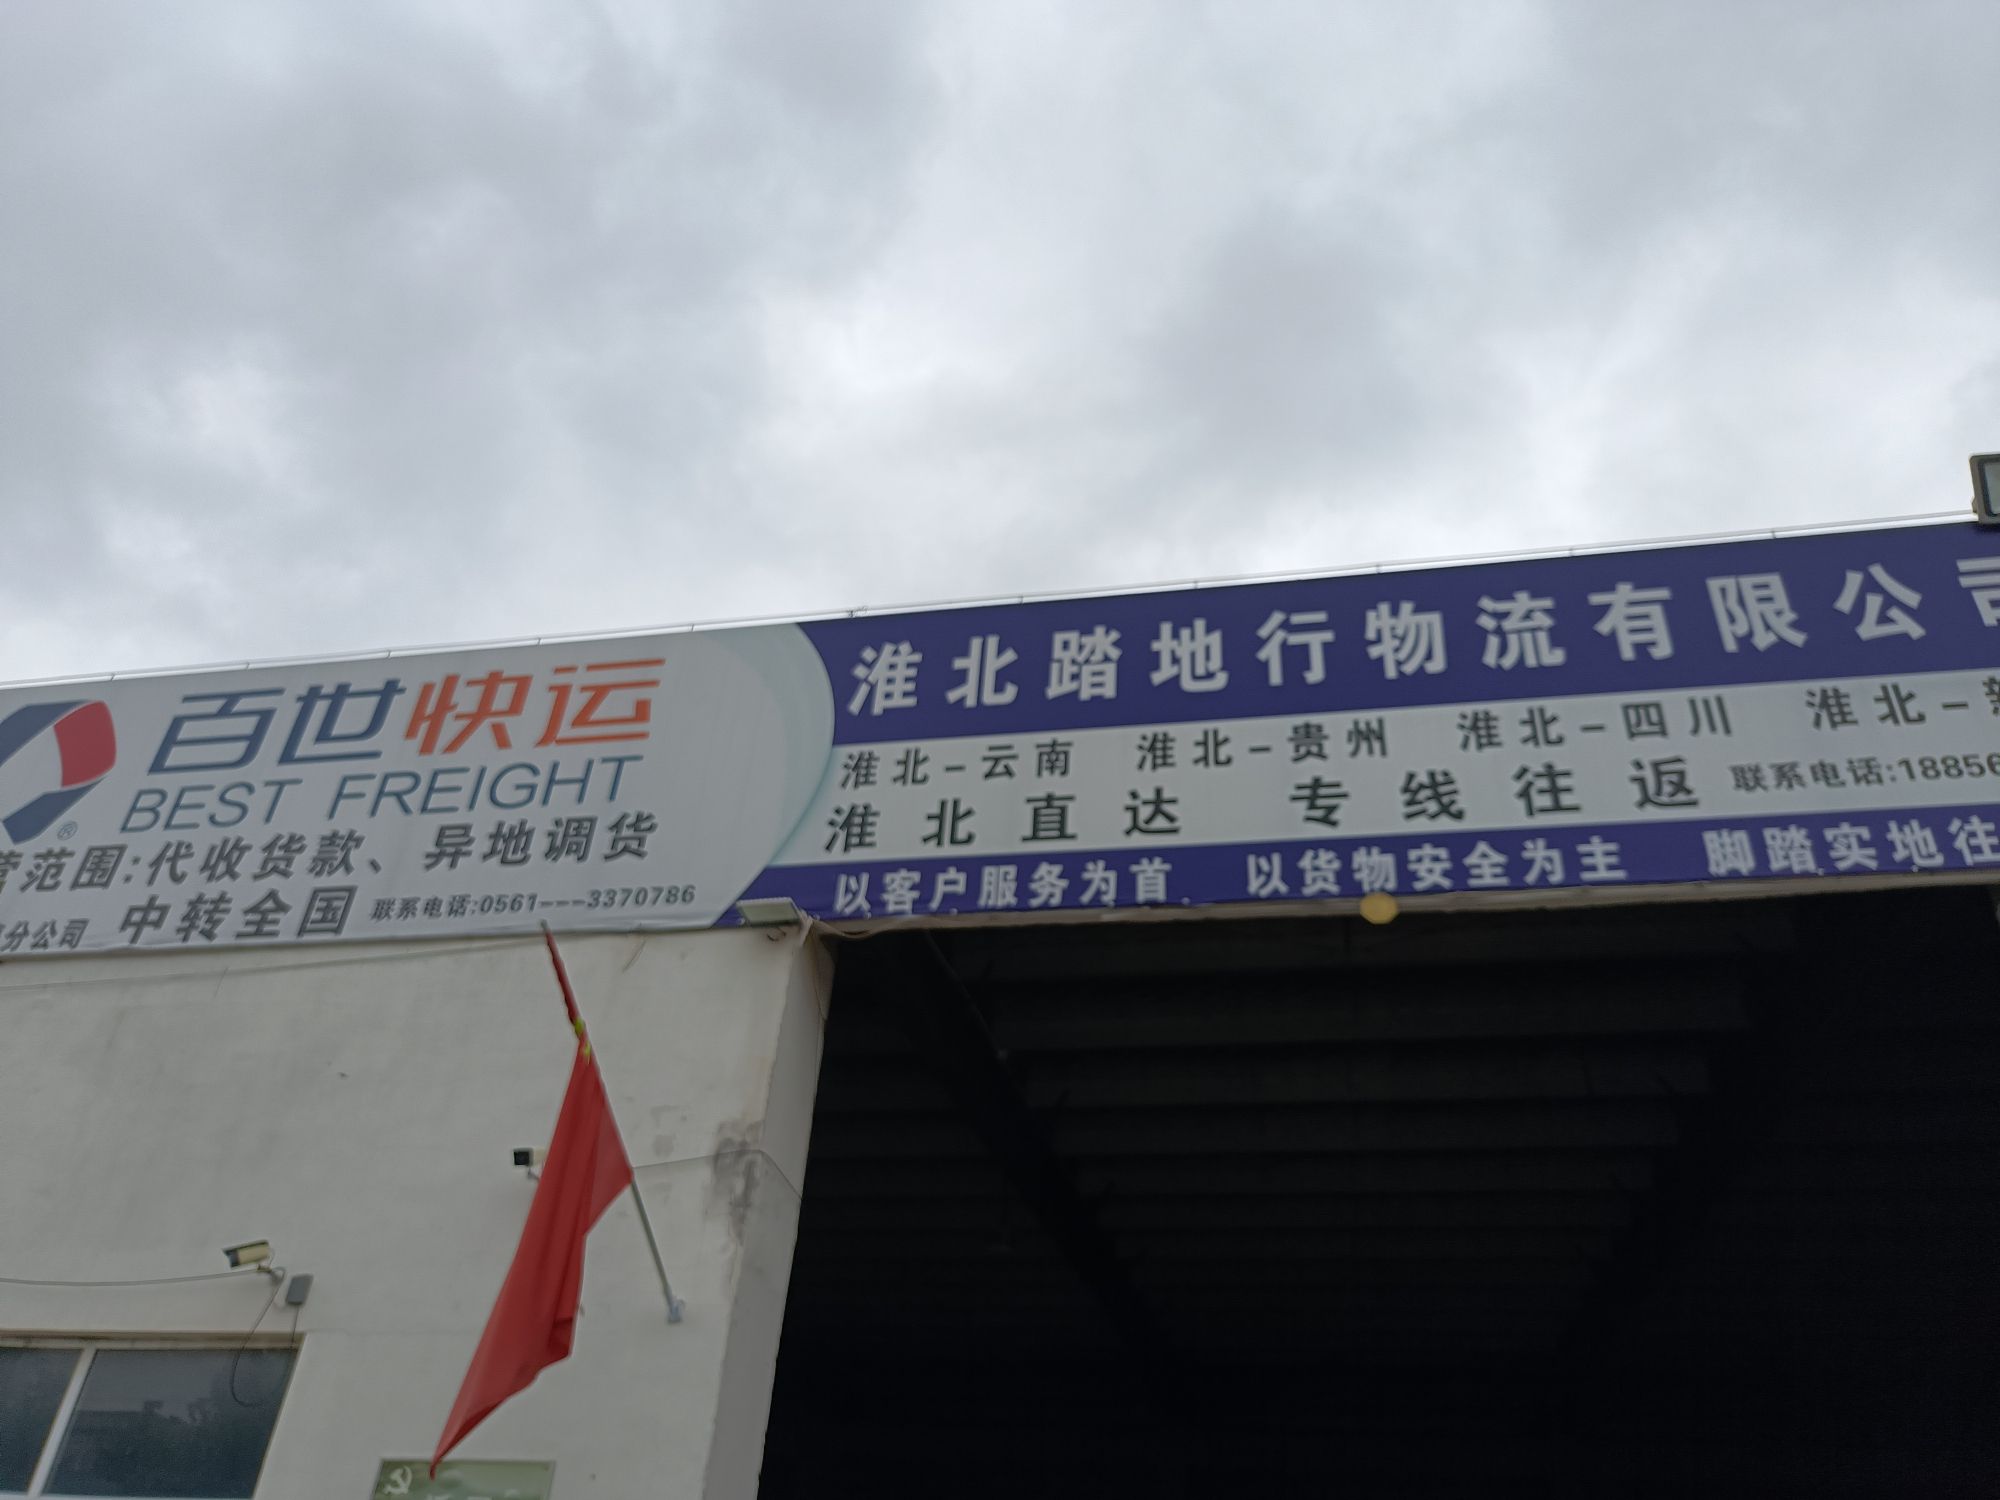 百世快运
BEST FREIGHT
®
营范围:代收货款、异地调货
分公司 中转全国 联系电话:0561---3370786
淮北踏地行物流有限公司
淮北-云南 淮北-贵州 淮北-四川 淮北-新
淮北直达 专线往返 联系电话:18856
以客户服务为首 以货物安全为主 脚踏实地往